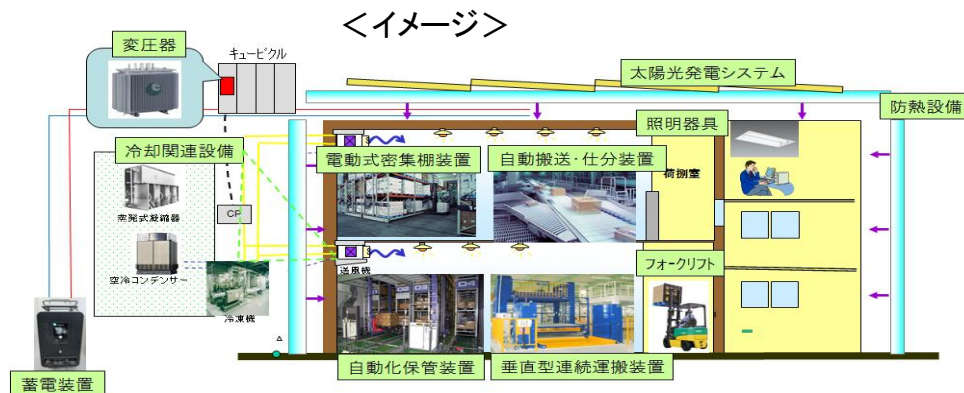 ＜イメージ＞
変圧器
キュービクル
太陽光発電システム
防熱設備
照明器具
冷却関連設備
電動式密集棚装置
自動搬送・仕分装置
荷捌室
蒸発式凝縮器
CP
空冷コンデンサー
送風機
フォークリフト
冷凍機
自動化保管装置
垂直型連続運搬装置
蓄電装置